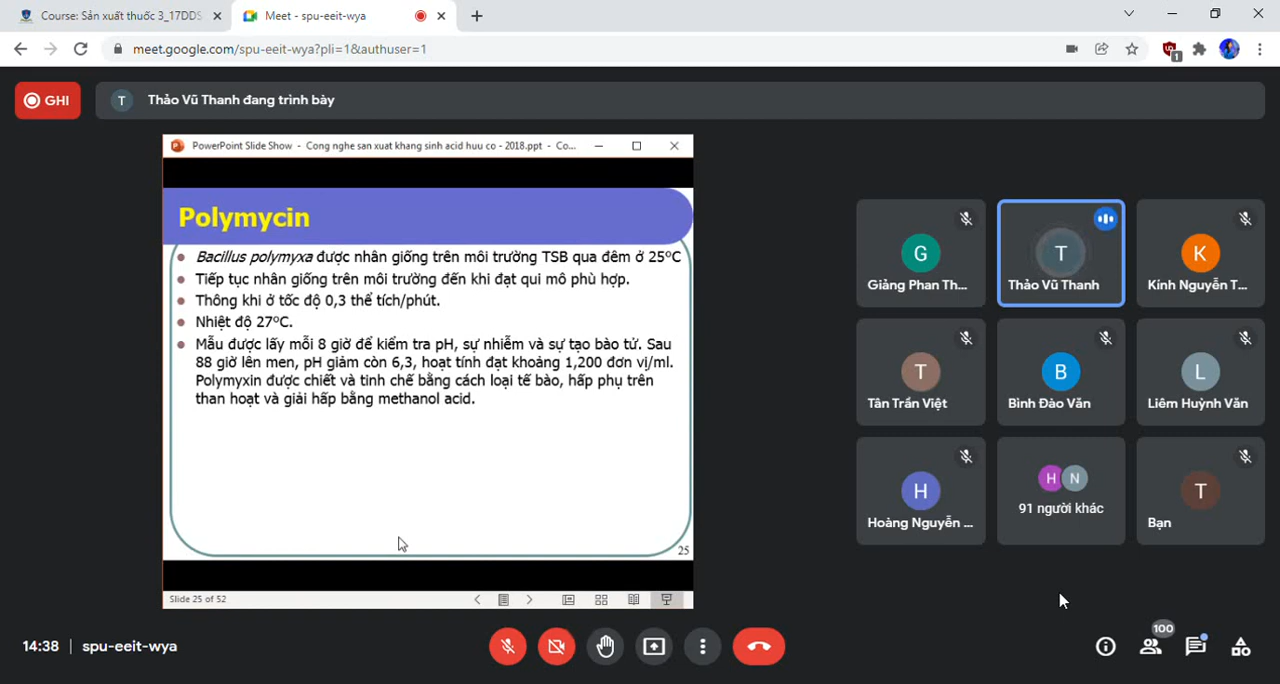 Course: Sản xuất thuốc 3_17DDS
Meet - spu-eeit-wya
meet.google.com/spu-eeit-wya?pli=1&authuser=1
1
GHI
T
Thảo Vũ Thanh đang trình bày
PowerPoint Slide Show - Cong nghe san xuat khang sinh acid huu co - 2018.ppt - Co...
Polymycin
Bacillus polymyxa được nhân giống trên môi trường TSB qua đêm ở 25ºC
Tiếp tục nhân giống trên môi trường đến khi đạt qui mô phù hợp.
Thông khi ở tốc độ 0,3 thể tích/phút.
Nhiệt độ 27ºC.
Mẫu được lấy mỗi 8 giờ để kiểm tra pH, sự nhiễm và sự tạo bào tử. Sau
88 giờ lên men, pH giảm còn 6,3, hoạt tính đạt khoảng 1,200 đơn vị/ml.
Polymyxin được chiết và tinh chế bằng cách loại tế bào, hấp phụ trên
than hoạt và giải hấp bằng methanol acid.
25
Slide 25 of 52
G
Giảng Phan Th...
T
Thảo Vũ Thanh
K
Kính Nguyễn T...
T
Tân Trần Việt
B
Bình Đào Văn
L
Liêm Huỳnh Văn
H
Hoàng Nguyễn ...
H N
91 người khác
T
Bạn
14:38 | spu-eeit-wya
100